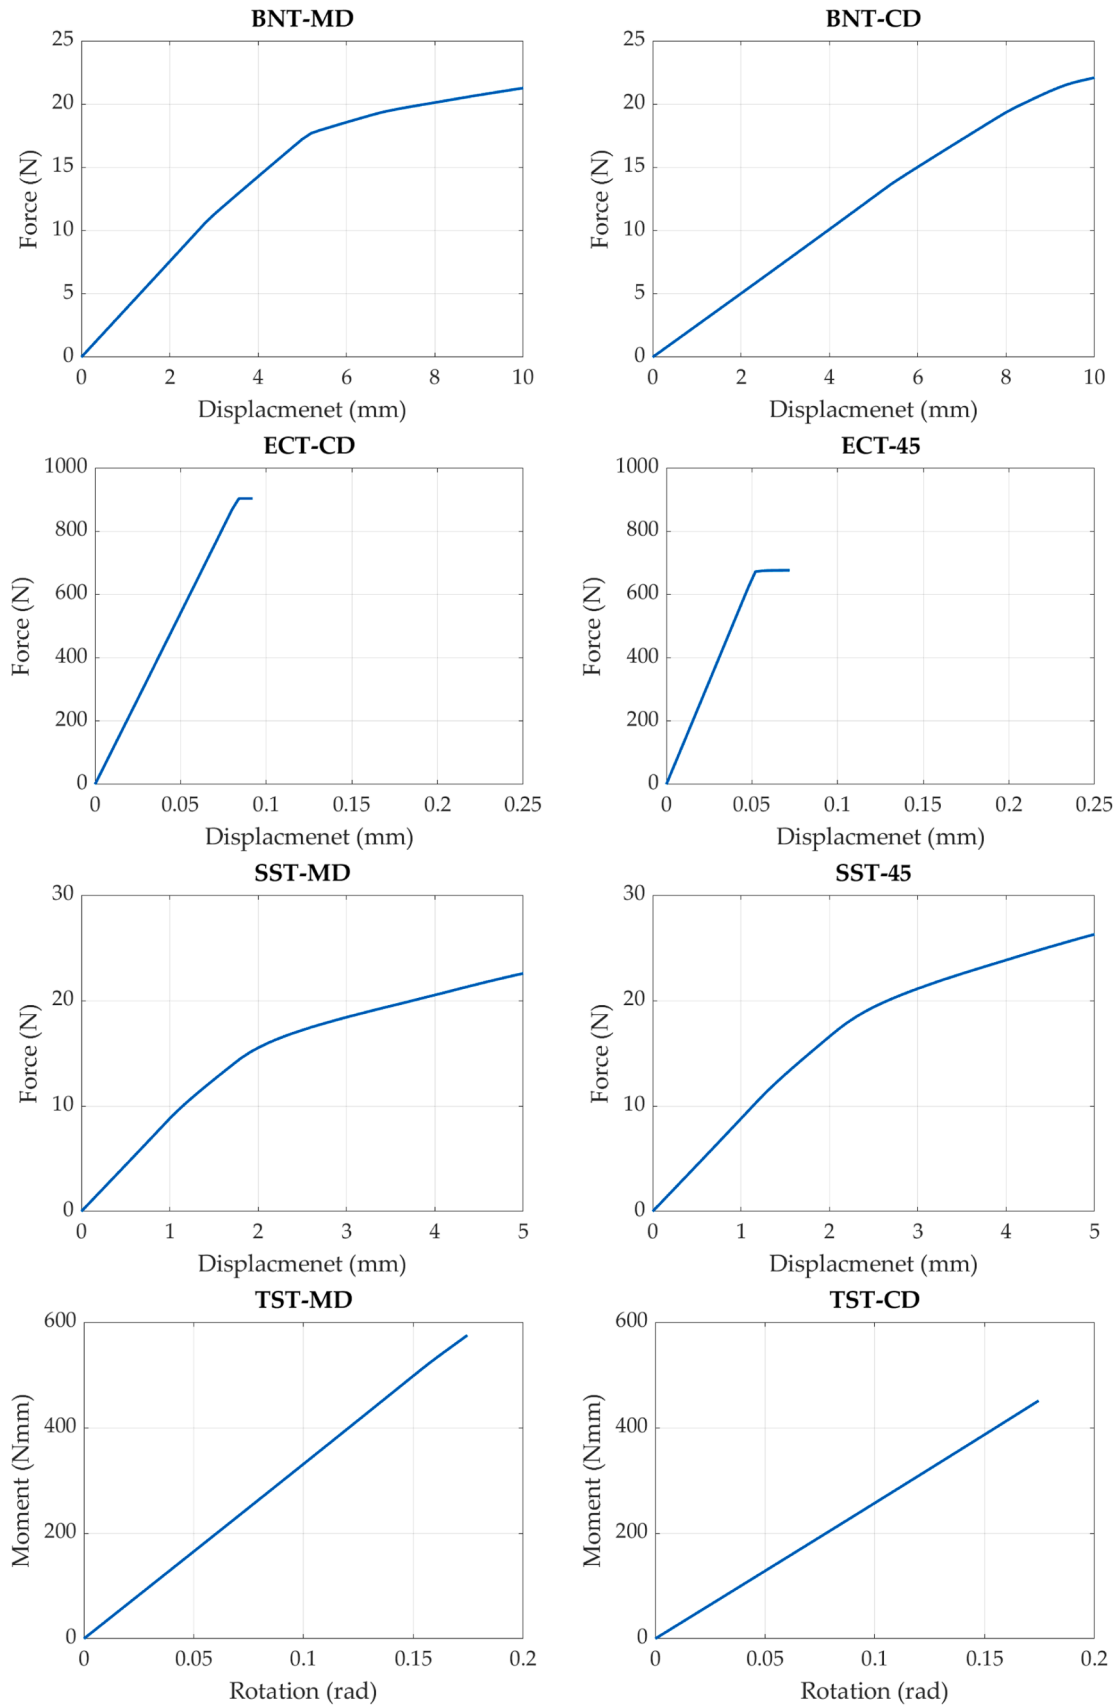 BNT-MD
25
20
15
10
5
0
0 2 4 6 8 10
Force (N)
Displacmenet (mm)
BNT-CD
25
20
15
10
5
0
0 2 4 6 8 10
Force (N)
Displacmenet (mm)
ECT-CD
1000
800
600
400
200
0
0 0.05 0.1 0.15 0.2 0.25
Force (N)
Displacmenet (mm)
ECT-45
1000
800
600
400
200
0
0 0.05 0.1 0.15 0.2 0.25
Force (N)
Displacmenet (mm)
SST-MD
30
20
10
0
0 1 2 3 4 5
Force (N)
Displacmenet (mm)
SST-45
30
20
10
0
0 1 2 3 4 5
Force (N)
Displacmenet (mm)
TST-MD
600
400
200
0
0 0.05 0.1 0.15 0.2
Moment (Nmm)
Rotation (rad)
TST-CD
600
400
200
0
0 0.05 0.1 0.15 0.2
Moment (Nmm)
Rotation (rad)